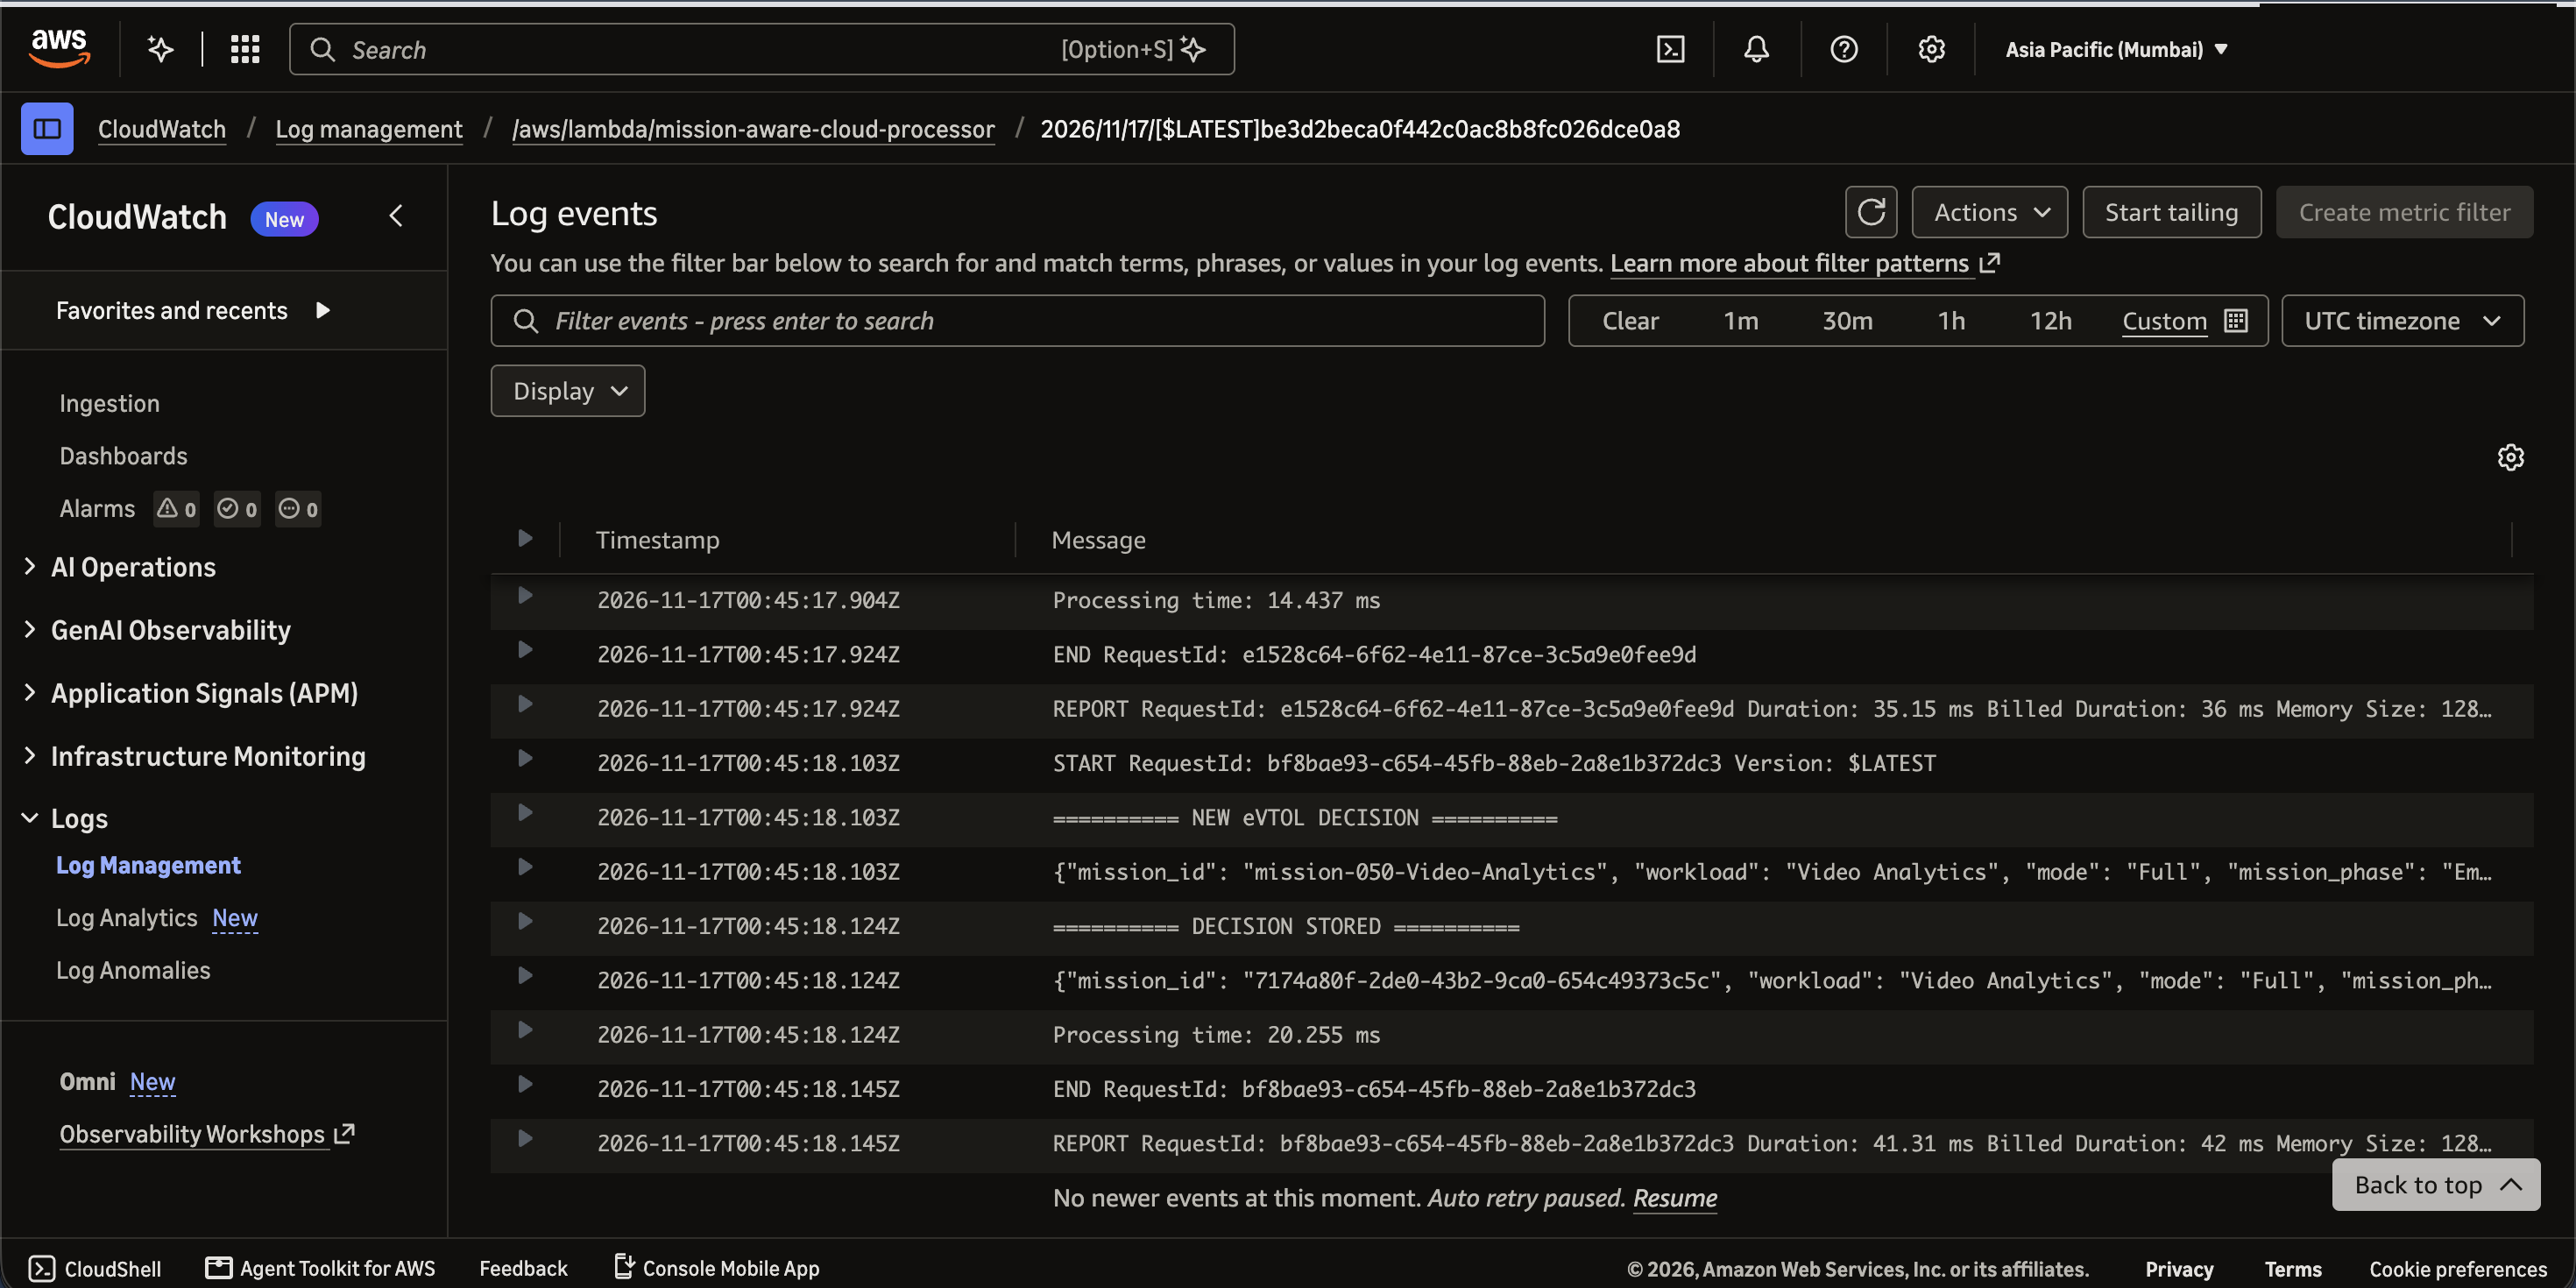 aws
Search [Option+S]
Asia Pacific (Mumbai)
CloudWatch / Log management / /aws/lambda/mission-aware-cloud-processor / 2026/11/17/[$LATEST]be3d2beca0f442c0ac8b8fc026dce0a8
CloudWatch New
Favorites and recents
Ingestion
Dashboards
Alarms 0 0 0
AI Operations
GenAI Observability
Application Signals (APM)
Infrastructure Monitoring
Logs
Log Management
Log Analytics New
Log Anomalies
Omni New
Observability Workshops
Log events
Actions
Start tailing
Create metric filter
You can use the filter bar below to search for and match terms, phrases, or values in your log events. Learn more about filter patterns
Filter events - press enter to search
Clear 1m 30m 1h 12h Custom
UTC timezone
Display
Timestamp Message
2026-11-17T00:45:17.904Z Processing time: 14.437 ms
2026-11-17T00:45:17.924Z END RequestId: e1528c64-6f62-4e11-87ce-3c5a9e0fee9d
2026-11-17T00:45:17.924Z REPORT RequestId: e1528c64-6f62-4e11-87ce-3c5a9e0fee9d Duration: 35.15 ms Billed Duration: 36 ms Memory Size: 128…
2026-11-17T00:45:18.103Z START RequestId: bf8bae93-c654-45fb-88eb-2a8e1b372dc3 Version: $LATEST
2026-11-17T00:45:18.103Z ========== NEW eVTOL DECISION ==========
2026-11-17T00:45:18.103Z {"mission_id": "mission-050-Video-Analytics", "workload": "Video Analytics", "mode": "Full", "mission_phase": "Em…
2026-11-17T00:45:18.124Z ========== DECISION STORED ==========
2026-11-17T00:45:18.124Z {"mission_id": "7174a80f-2de0-43b2-9ca0-654c49373c5c", "workload": "Video Analytics", "mode": "Full", "mission_ph…
2026-11-17T00:45:18.124Z Processing time: 20.255 ms
2026-11-17T00:45:18.145Z END RequestId: bf8bae93-c654-45fb-88eb-2a8e1b372dc3
2026-11-17T00:45:18.145Z REPORT RequestId: bf8bae93-c654-45fb-88eb-2a8e1b372dc3 Duration: 41.31 ms Billed Duration: 42 ms Memory Size: 128…
No newer events at this moment. Auto retry paused. Resume
Back to top
CloudShell Agent Toolkit for AWS Feedback Console Mobile App © 2026, Amazon Web Services, Inc. or its affiliates. Privacy Terms Cookie preferences